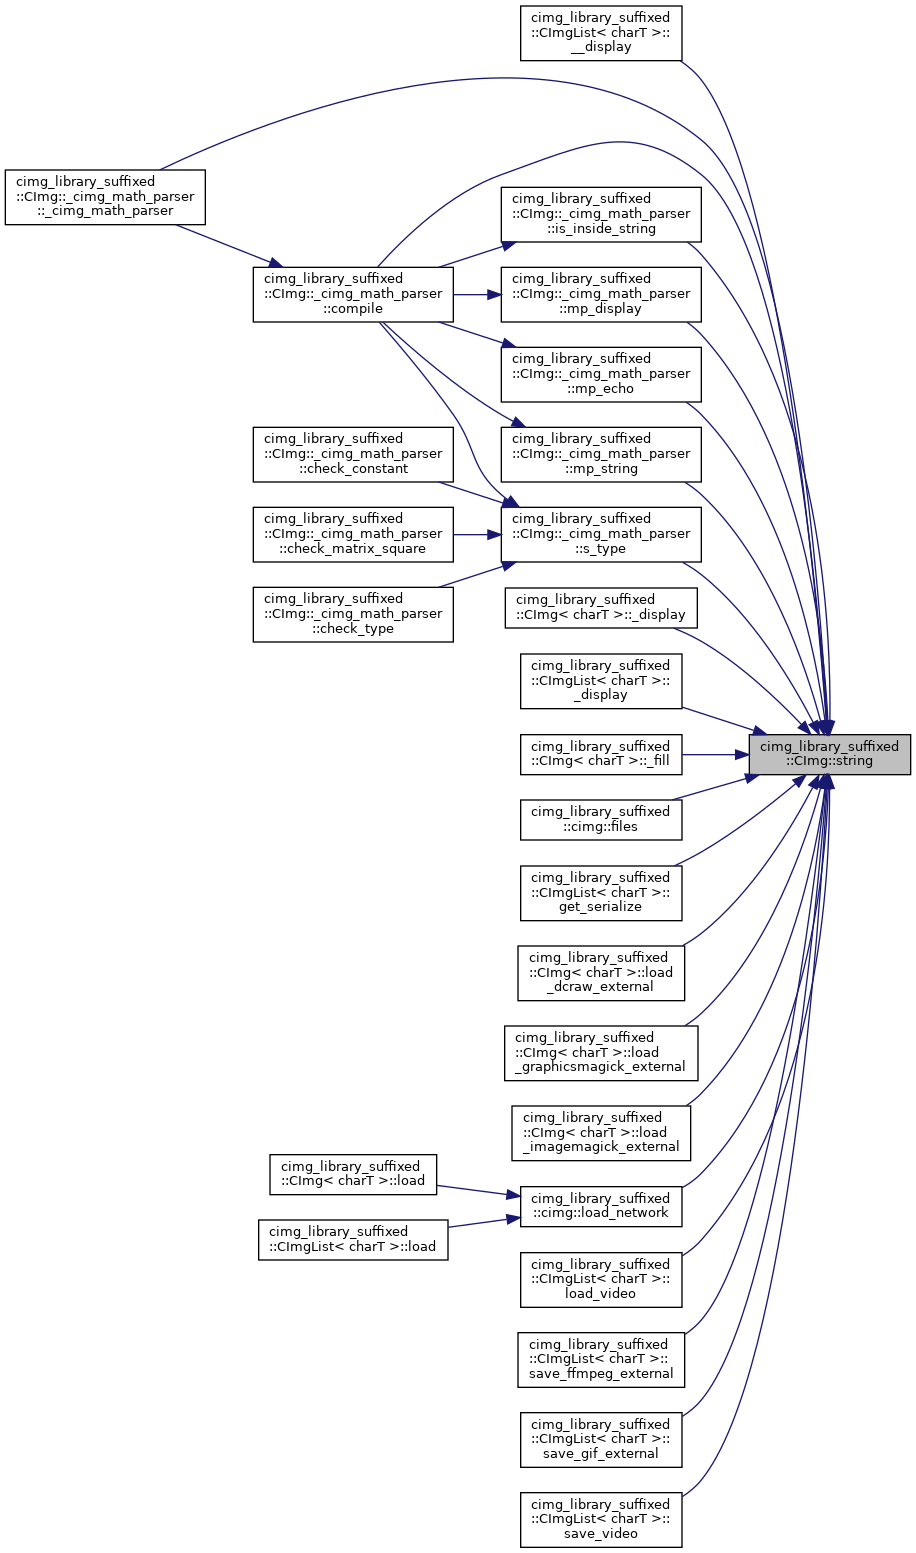 cimg_library_suffixed
::CImgList< charT >::
__display
cimg_library_suffixed
::CImg::_cimg_math_parser
::_cimg_math_parser
cimg_library_suffixed
::CImg::_cimg_math_parser
::is_inside_string
cimg_library_suffixed
::CImg::_cimg_math_parser
::compile
cimg_library_suffixed
::CImg::_cimg_math_parser
::mp_display
cimg_library_suffixed
::CImg::_cimg_math_parser
::mp_echo
cimg_library_suffixed
::CImg::_cimg_math_parser
::check_constant
cimg_library_suffixed
::CImg::_cimg_math_parser
::mp_string
cimg_library_suffixed
::CImg::_cimg_math_parser
::check_matrix_square
cimg_library_suffixed
::CImg::_cimg_math_parser
::s_type
cimg_library_suffixed
::CImg::_cimg_math_parser
::check_type
cimg_library_suffixed
::CImg< charT >::_display
cimg_library_suffixed
::CImgList< charT >::
_display
cimg_library_suffixed
::CImg< charT >::_fill
cimg_library_suffixed
::CImg::string
cimg_library_suffixed
::cimg::files
cimg_library_suffixed
::CImgList< charT >::
get_serialize
cimg_library_suffixed
::CImg< charT >::load
_dcraw_external
cimg_library_suffixed
::CImg< charT >::load
_graphicsmagick_external
cimg_library_suffixed
::CImg< charT >::load
_imagemagick_external
cimg_library_suffixed
::CImg< charT >::load
cimg_library_suffixed
::cimg::load_network
cimg_library_suffixed
::CImgList< charT >::load
cimg_library_suffixed
::CImgList< charT >::
load_video
cimg_library_suffixed
::CImgList< charT >::
save_ffmpeg_external
cimg_library_suffixed
::CImgList< charT >::
save_gif_external
cimg_library_suffixed
::CImgList< charT >::
save_video